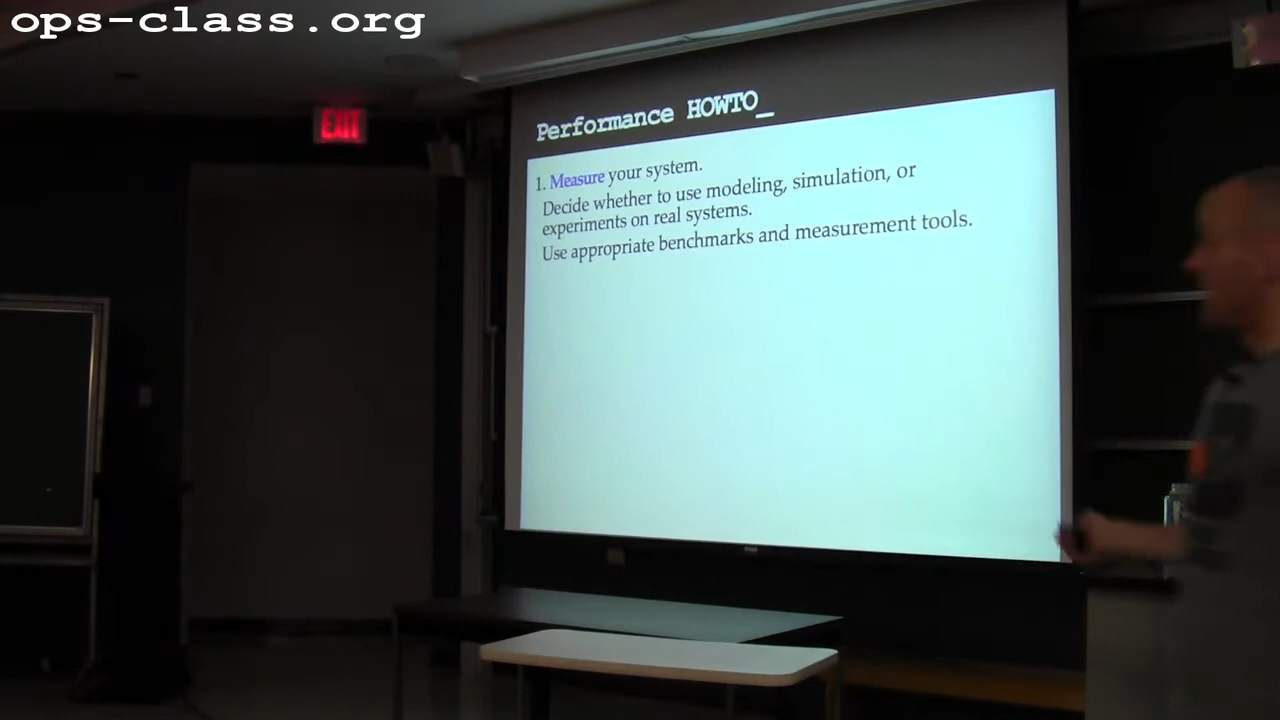 ops-class.org
EXIT
Performance HOWTO_
1. Measure your system.
Decide whether to use modeling, simulation, or
experiments on real systems.
Use appropriate benchmarks and measurement tools.